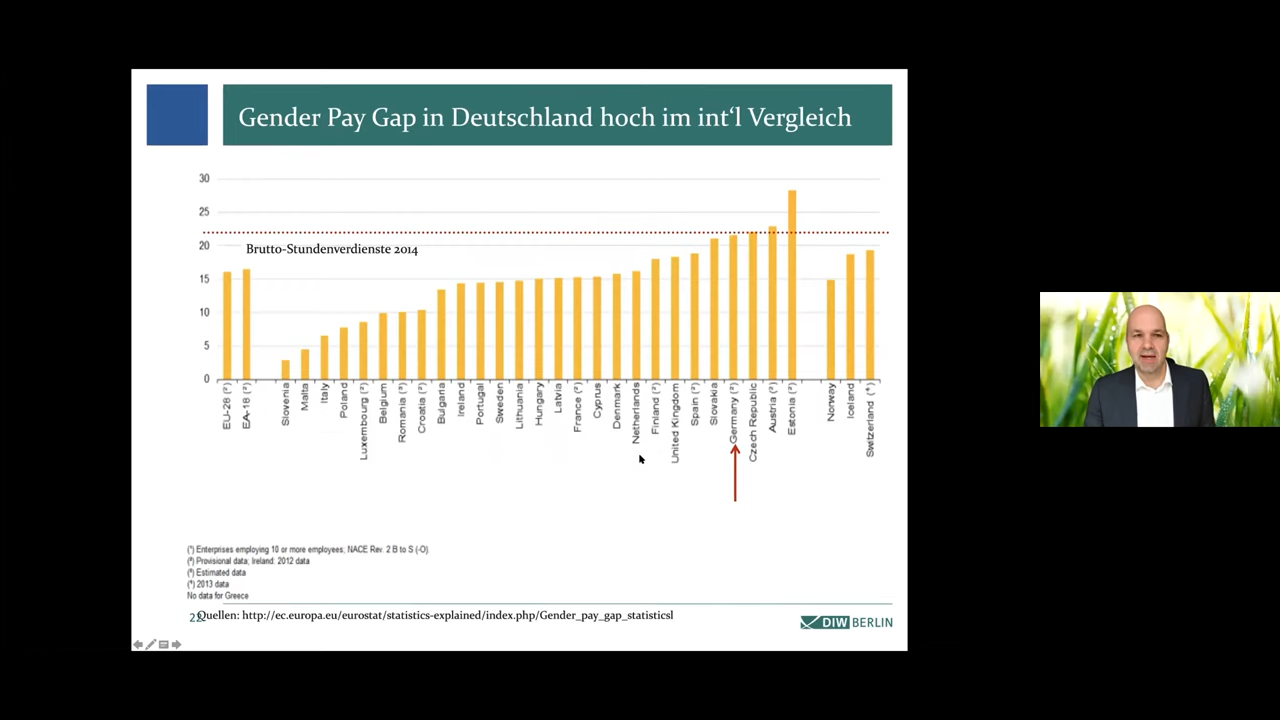 Gender Pay Gap in Deutschland hoch im int‘l Vergleich
30
25
20
15
10
5
0
Brutto-Stundenverdienste 2014
EU-28 (²)
EA-18 (²)
Slovenia
Malta
Italy
Poland
Luxembourg (²)
Belgium
Romania (³)
Croatia (²)
Bulgaria
Ireland
Portugal
Sweden
Lithuania
Hungary
Latvia
France (²)
Cyprus
Denmark
Netherlands
Finland (²)
United Kingdom
Spain (²)
Slovakia
Germany (²)
Czech Republic
Austria (²)
Estonia (²)
Norway
Iceland
Switzerland (⁴)
(¹) Enterprises employing 10 or more employees; NACE Rev. 2 B to S (-O)
(²) Provisional data; Ireland: 2012 data
(³) Estimated data
(⁴) 2013 data
No data for Greece
22
Quellen: http://ec.europa.eu/eurostat/statistics-explained/index.php/Gender_pay_gap_statisticsl
DIW BERLIN